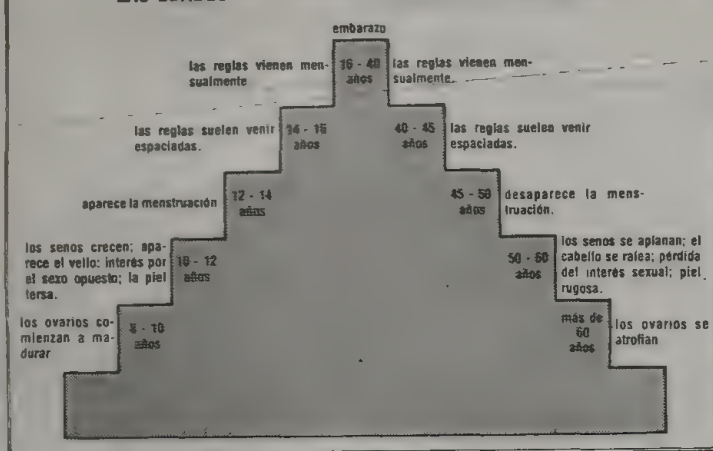 embarazo
las reglas vienen men-
sualmente
16 - 40
años
las reglas vienen men-
sualmente
las reglas suelen venir
espaciadas.
14 - 16
años
40 - 45
años
las reglas suelen venir
espaciadas.
aparece la menstruación
12 - 14
años
45 - 50
años
desaparece la mens-
truación.
los senos crecen; apa-
rece el vello: interés por
el sexo opuesto; la piel
tersa.
10 - 12
años
50 - 60
años
los senos se aplanan; el
cabello se ralea; pérdida
del interés sexual; piel
rugosa.
los ovarios co-
mienzan a ma-
durar
8 - 10
años
más de
60
años
los ovarios se
atrofian